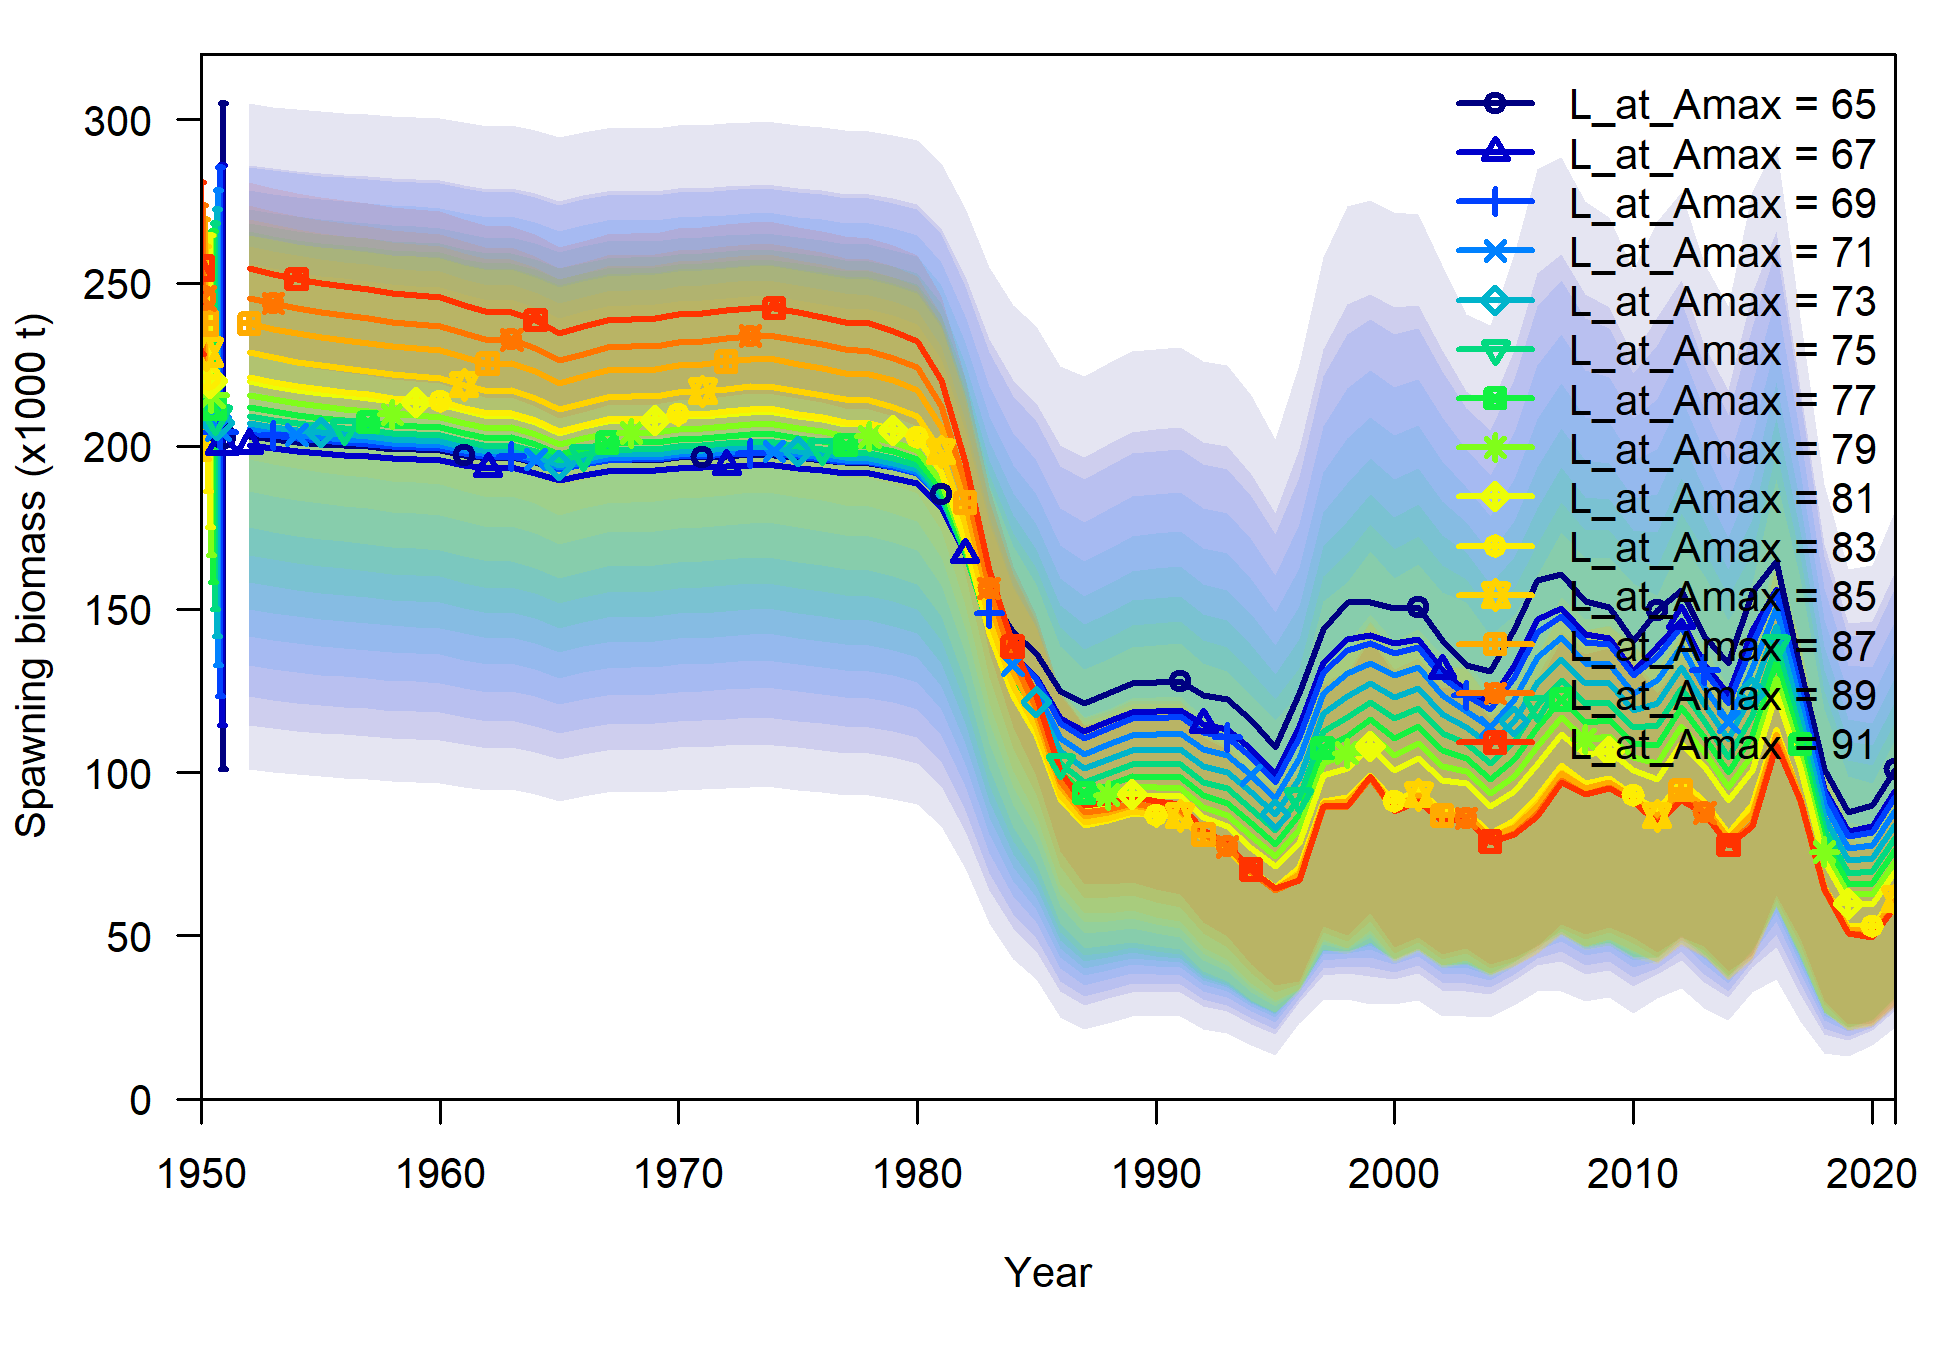 Spawning biomass (x1000 t)
300
250
200
150
100
50
0
L_at_Amax = 65
L_at_Amax = 67
L_at_Amax = 69
L_at_Amax = 71
L_at_Amax = 73
L_at_Amax = 75
L_at_Amax = 77
L_at_Amax = 79
L_at_Amax = 81
L_at_Amax = 83
L_at_Amax = 85
L_at_Amax = 87
L_at_Amax = 89
L_at_Amax = 91
1950 1960 1970 1980 1990 2000 2010 2020
Year